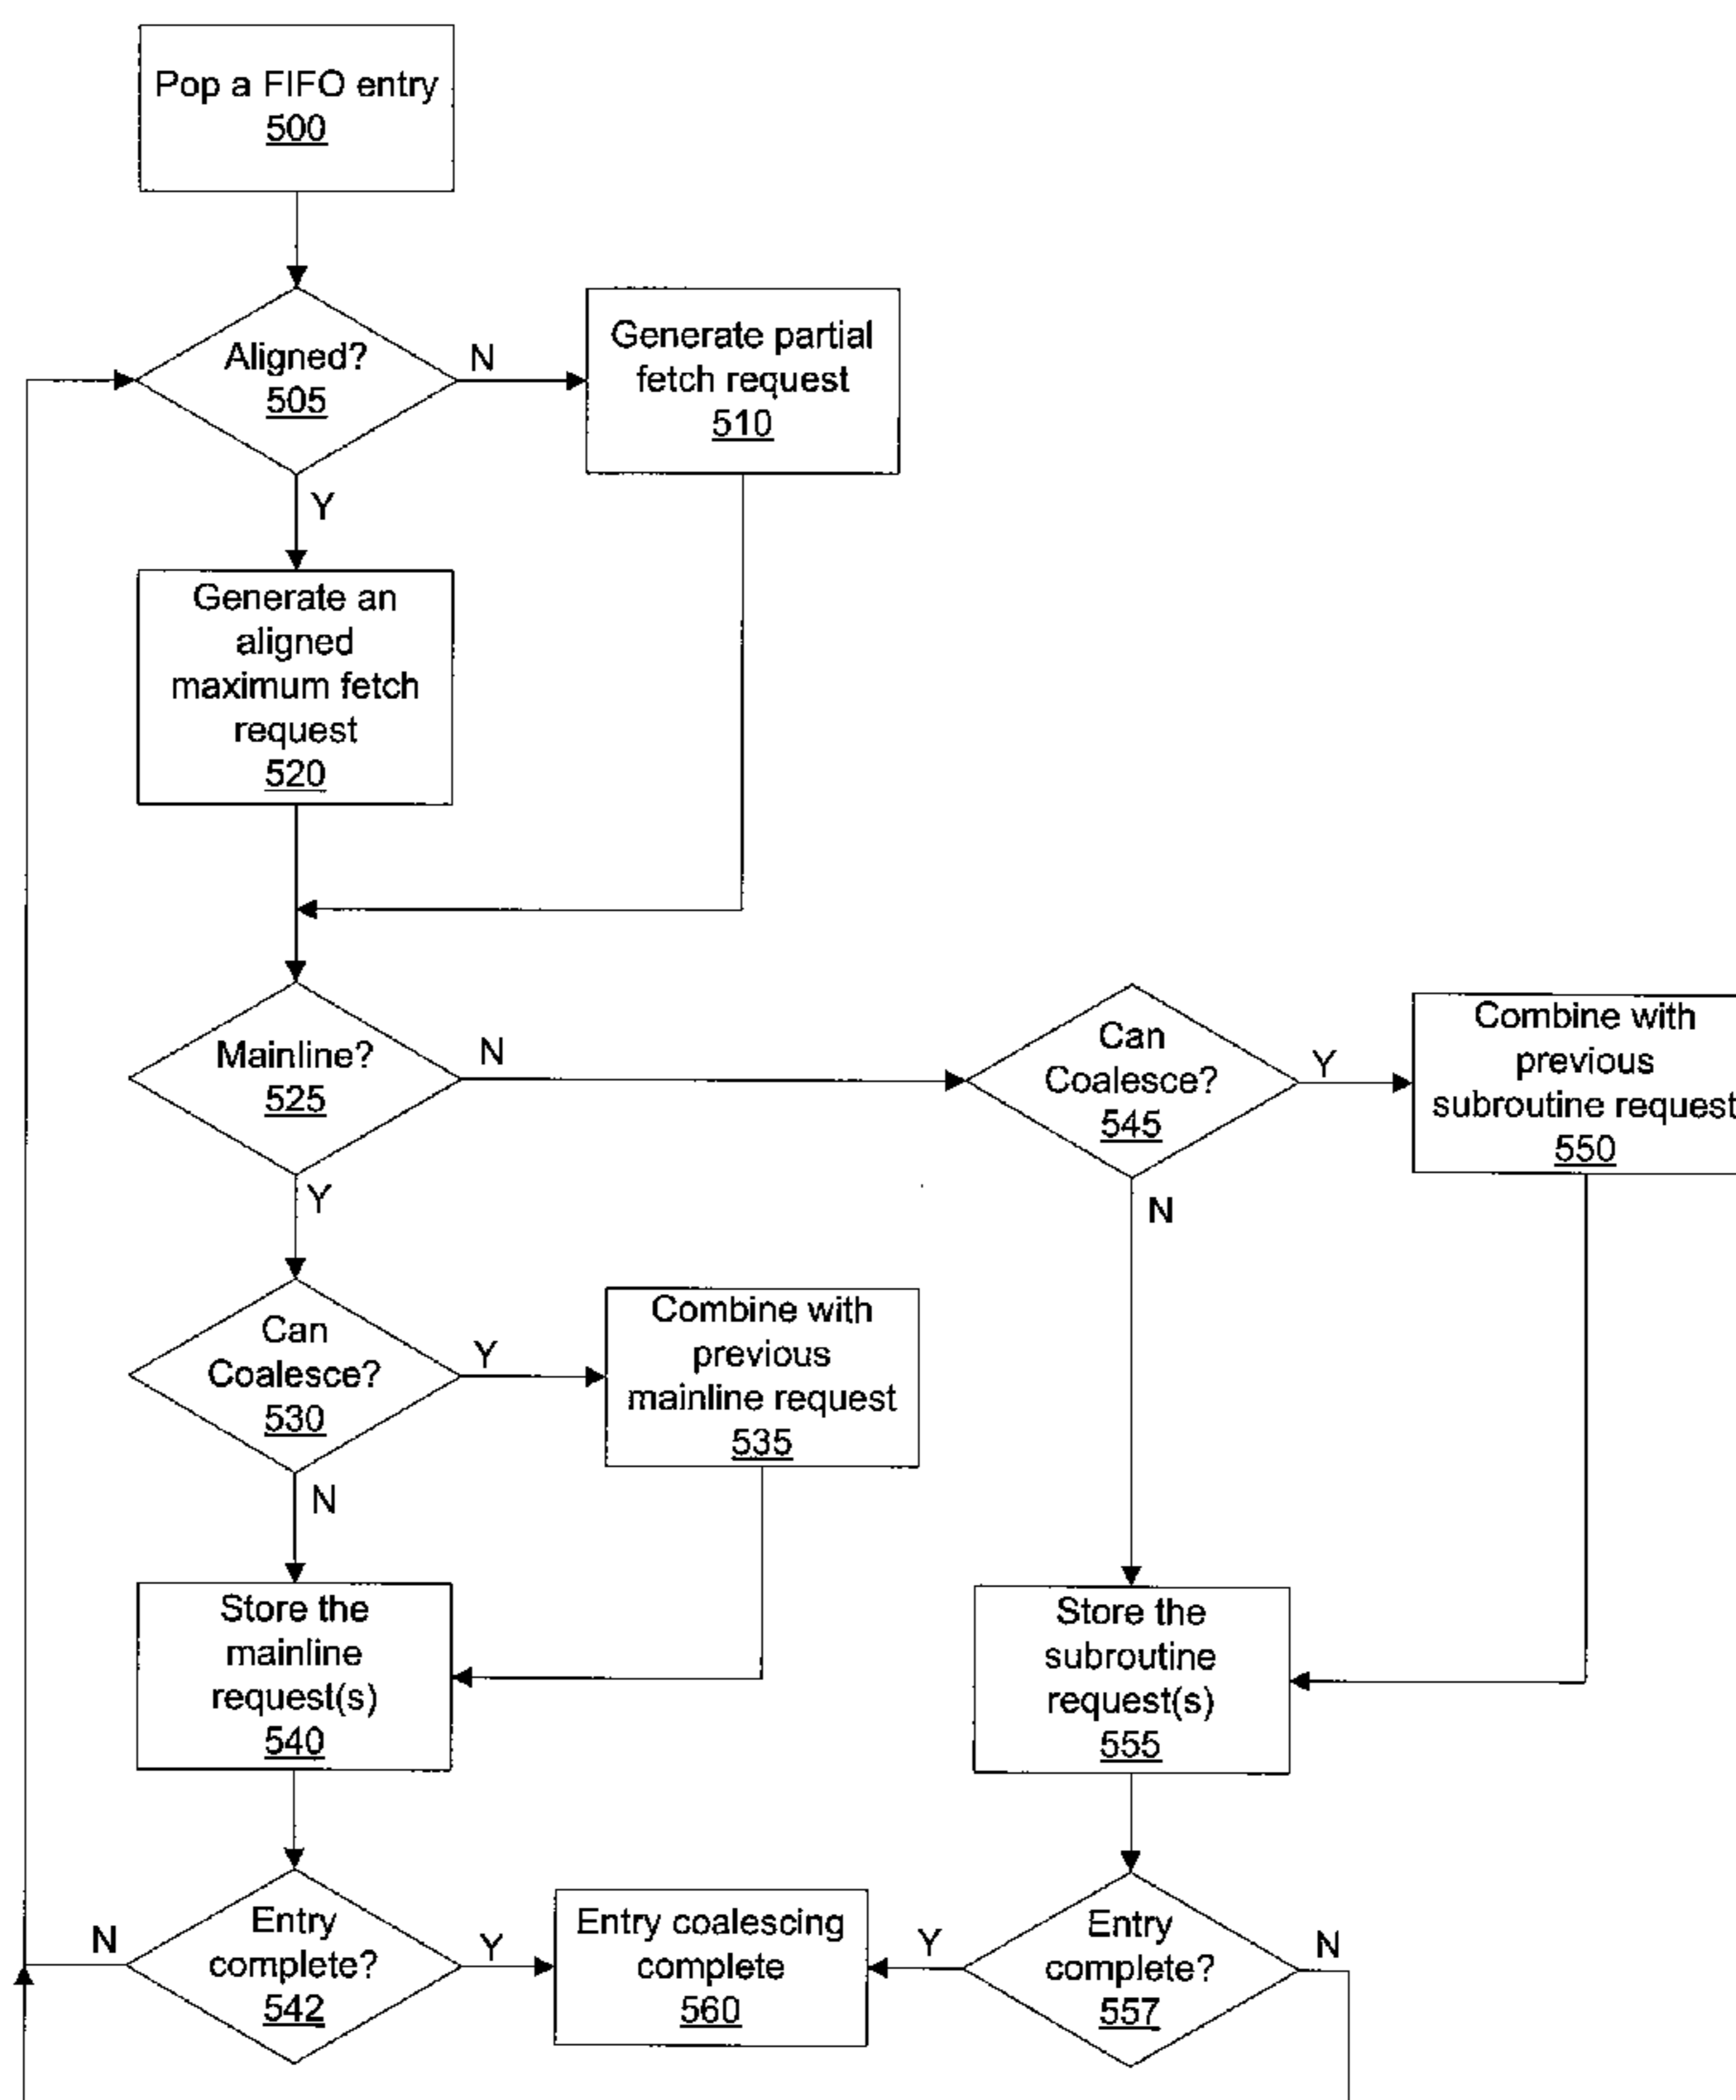 Pop a FIFO entry
500
Aligned?
505
N
Generate partial
fetch request
510
Y
Generate an
aligned
maximum fetch
request
520
Mainline?
525
N
Can
Coalesce?
545
Y
Combine with
previous
subroutine request
550
Y
N
Can
Coalesce?
530
Y
Combine with
previous
mainline request
535
N
Store the
mainline
request(s)
540
Store the
subroutine
request(s)
555
N
Entry
complete?
542
Y
Entry coalescing
complete
560
Y
Entry
complete?
557
N